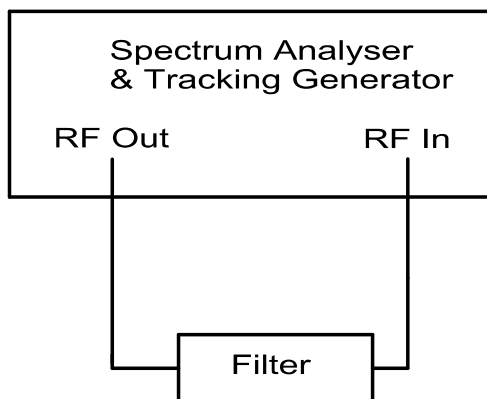 Spectrum Analyser
& Tracking Generator
RF Out RF In
Filter